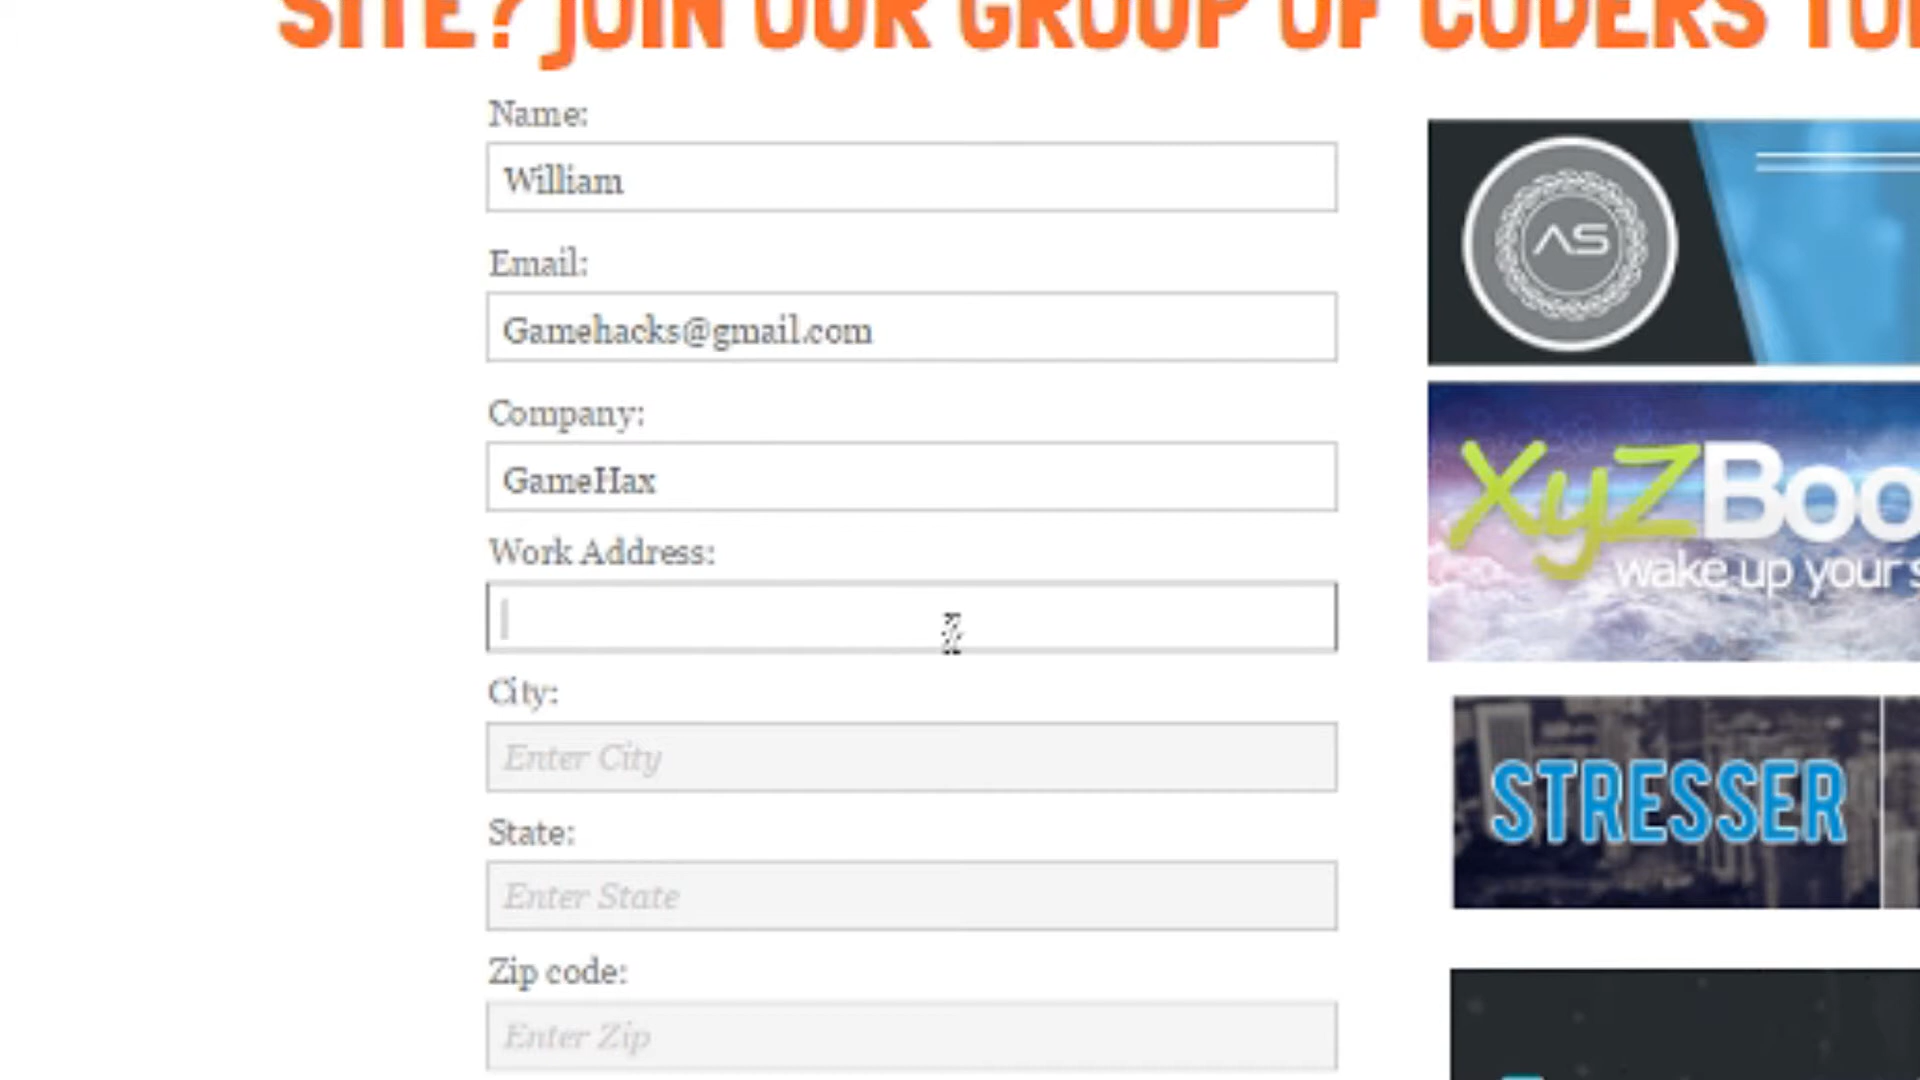 SITE? JOIN OUR GROUP OF CODERS
Name:
William
Email:
Gamehacks@gmail.com
Company:
GameHax
Work Address:
City:
Enter City
State:
Enter State
Zip code:
Enter Zip
AS
XyZBoo
wake up your s
STRESSER